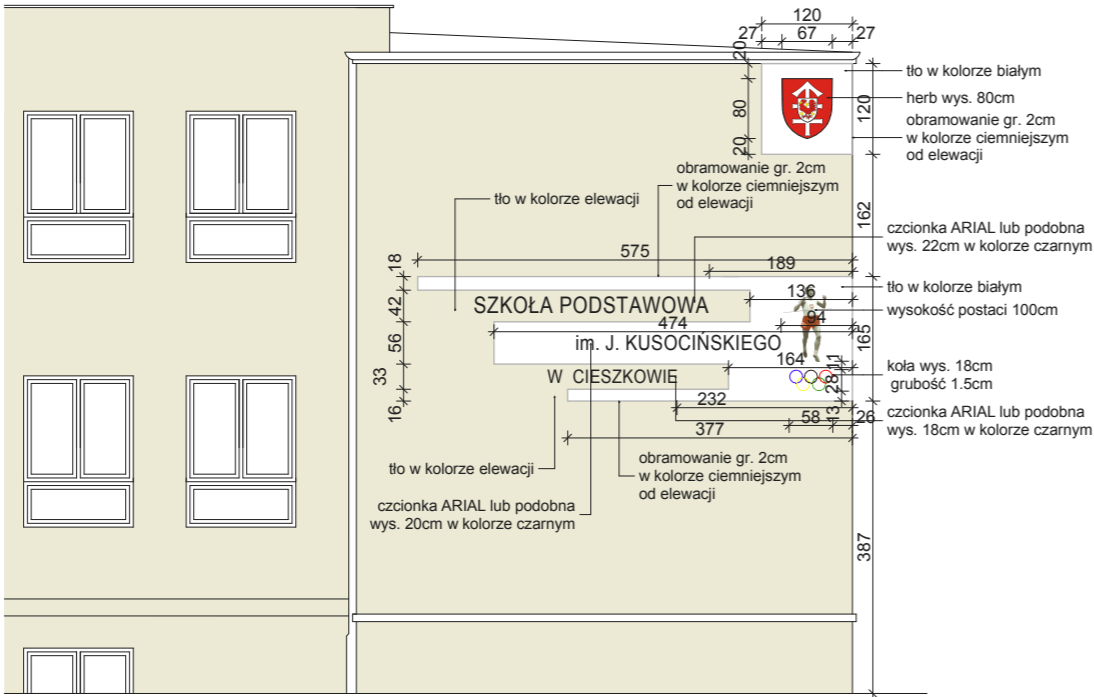 120
27 67 27
20
tło w kolorze białym
80
herb wys. 80cm
120
obramowanie gr. 2cm
w kolorze ciemniejszym
od elewacji
20
obramowanie gr. 2cm
w kolorze ciemniejszym
od elewacji
tło w kolorze elewacji
162
czcionka ARIAL lub podobna
wys. 22cm w kolorze czarnym
575
189
18
tło w kolorze białym
136
42
SZKOŁA PODSTAWOWA
wysokość postaci 100cm
94
474
165
56
im. J. KUSOCIŃSKIEGO
164
11
koła wys. 18cm
grubość 1.5cm
33
W CIESZKOWIE
28
232
16
13
58
26
czcionka ARIAL lub podobna
wys. 18cm w kolorze czarnym
377
obramowanie gr. 2cm
w kolorze ciemniejszym
od elewacji
tło w kolorze elewacji
czcionka ARIAL lub podobna
wys. 20cm w kolorze czarnym
387